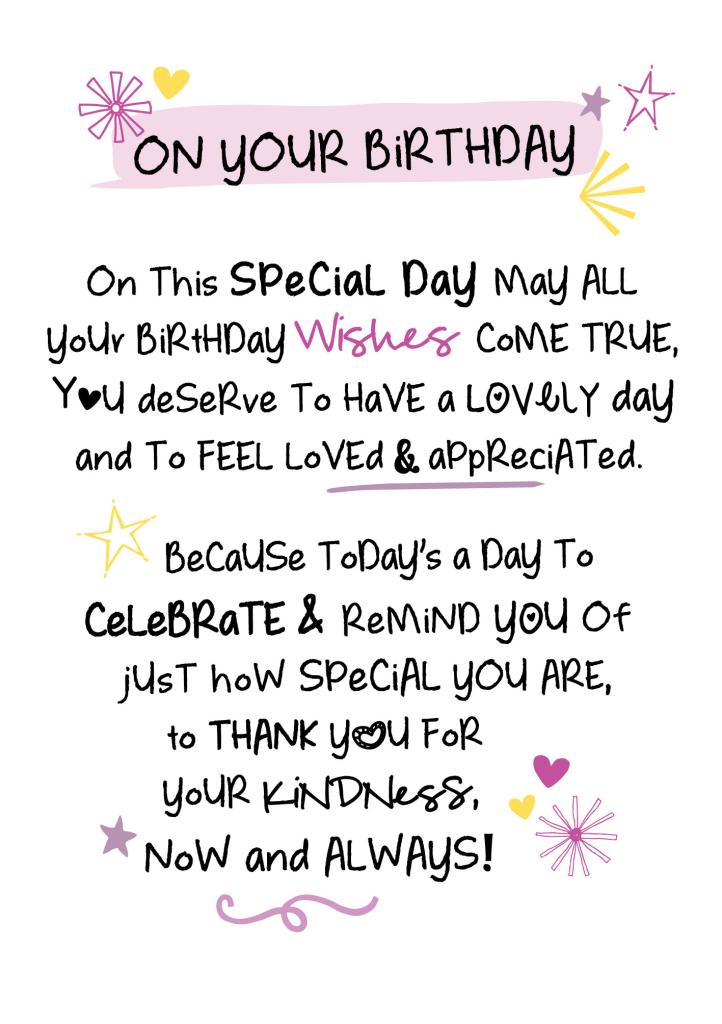 ON YOUR BiRTHDAY
On This SPeCiaL Day May ALL
yoUr BiRtHDay Wishes CoME TRUE,
YoU deSeRve To HaVE a LOVELY day
and To FEEL LoVEd & aPpReciATed.
BeCaUSe ToDay's a Day To
CeLeBRaTE & ReMiND YOU Of
jUsT hoW SPeCiAL YOU ARE,
to THANK yOU FoR
yoUR KiNDNess,
NoW and ALWAYS!